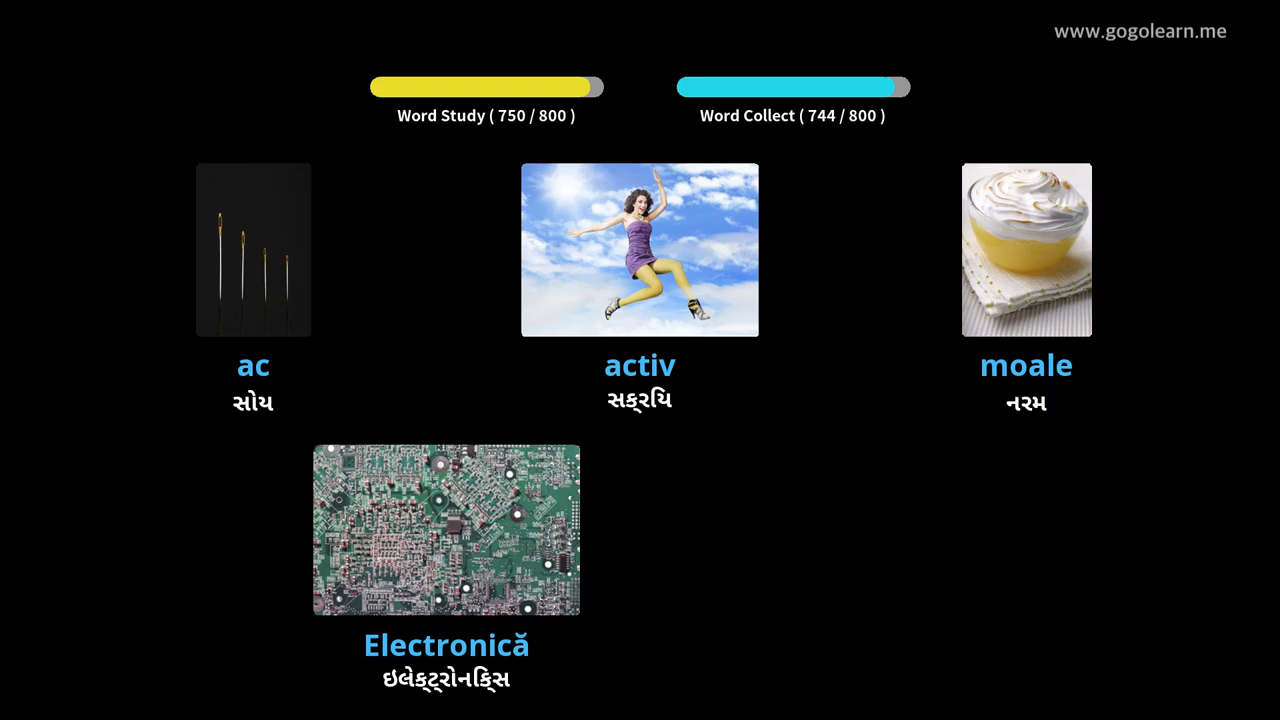 www.gogolearn.me
Word Study ( 750 / 800 )
Word Collect ( 744 / 800 )
ac
activ
moale
સોય
સક્રિય
નરમ
Electronică
ઇલેક્ટ્રોનિક્સ